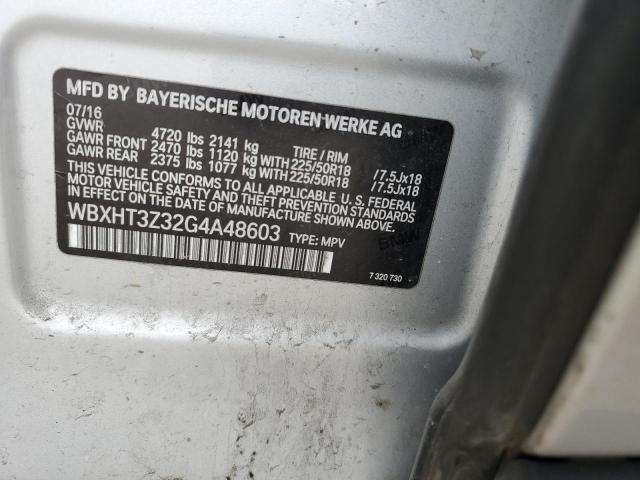 MFD BY BAYERISCHE MOTOREN WERKE AG
07/16
GVWR 4720 lbs 2141 kg TIRE / RIM
GAWR FRONT 2470 lbs 1120 kg WITH 225/50R18 /7.5Jx18
GAWR REAR 2375 lbs 1077 kg WITH 225/50R18 /7.5Jx18
THIS VEHICLE CONFORMS TO ALL APPLICABLE U.S. FEDERAL
MOTOR VEHICLE SAFETY AND THEFT PREVENTION STANDARDS
IN EFFECT ON THE DATE OF MANUFACTURE SHOWN ABOVE.
WBXHT3Z32G4A48603 TYPE: MPV
BMW
7 320 730